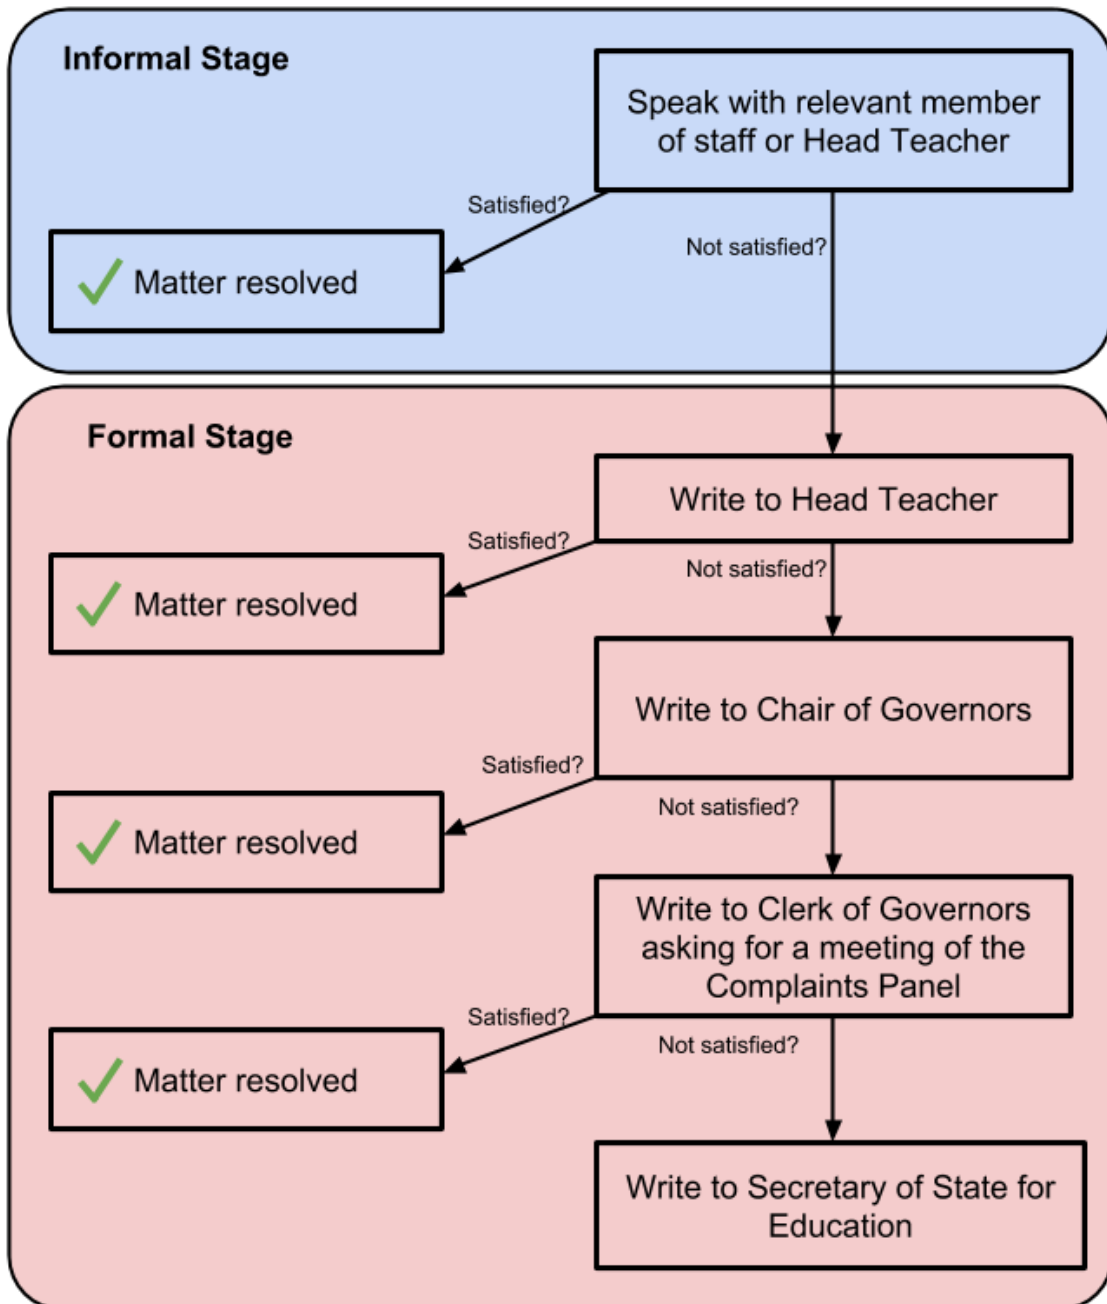 Informal Stage
Speak with relevant member
of staff or Head Teacher
Satisfied?
Not satisfied?
Matter resolved
Formal Stage
Write to Head Teacher
Satisfied?
Not satisfied?
Matter resolved
Write to Chair of Governors
Satisfied?
Not satisfied?
Matter resolved
Write to Clerk of Governors
asking for a meeting of the
Complaints Panel
Satisfied?
Not satisfied?
Matter resolved
Write to Secretary of State for
Education